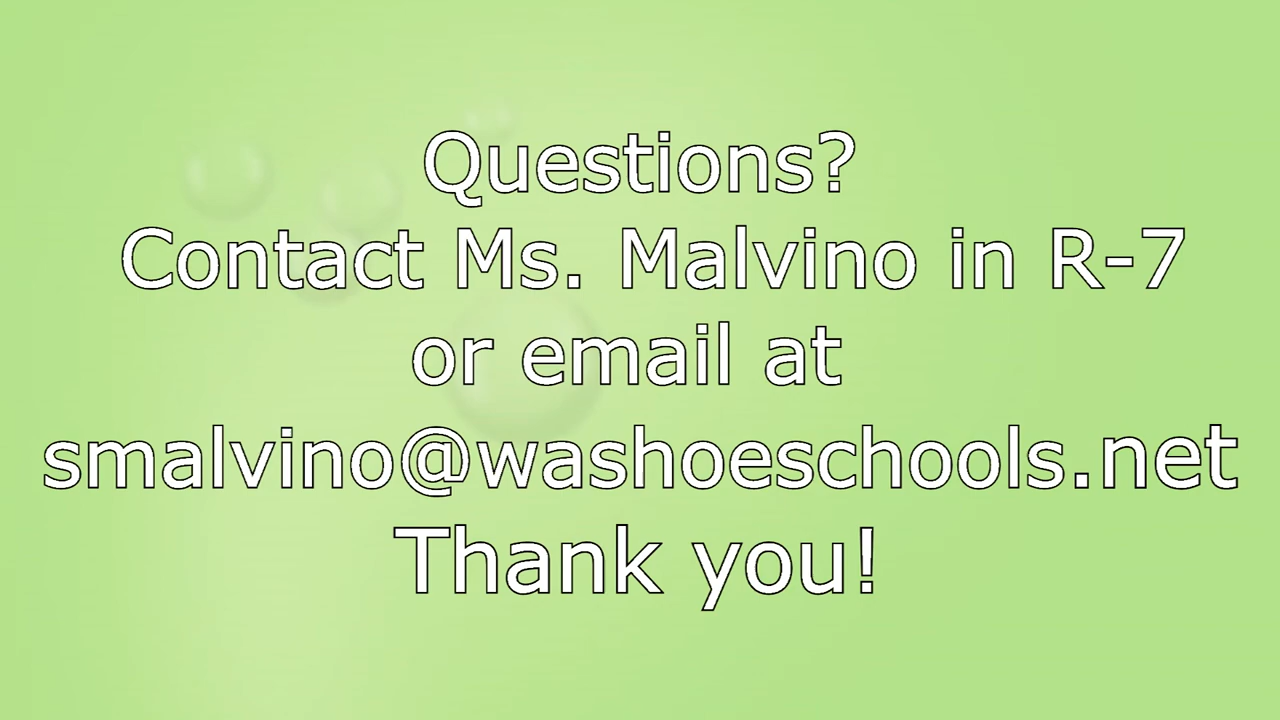 Questions?
Contact Ms. Malvino in R-7
or email at
smalvino@washoeschools.net
Thank you!